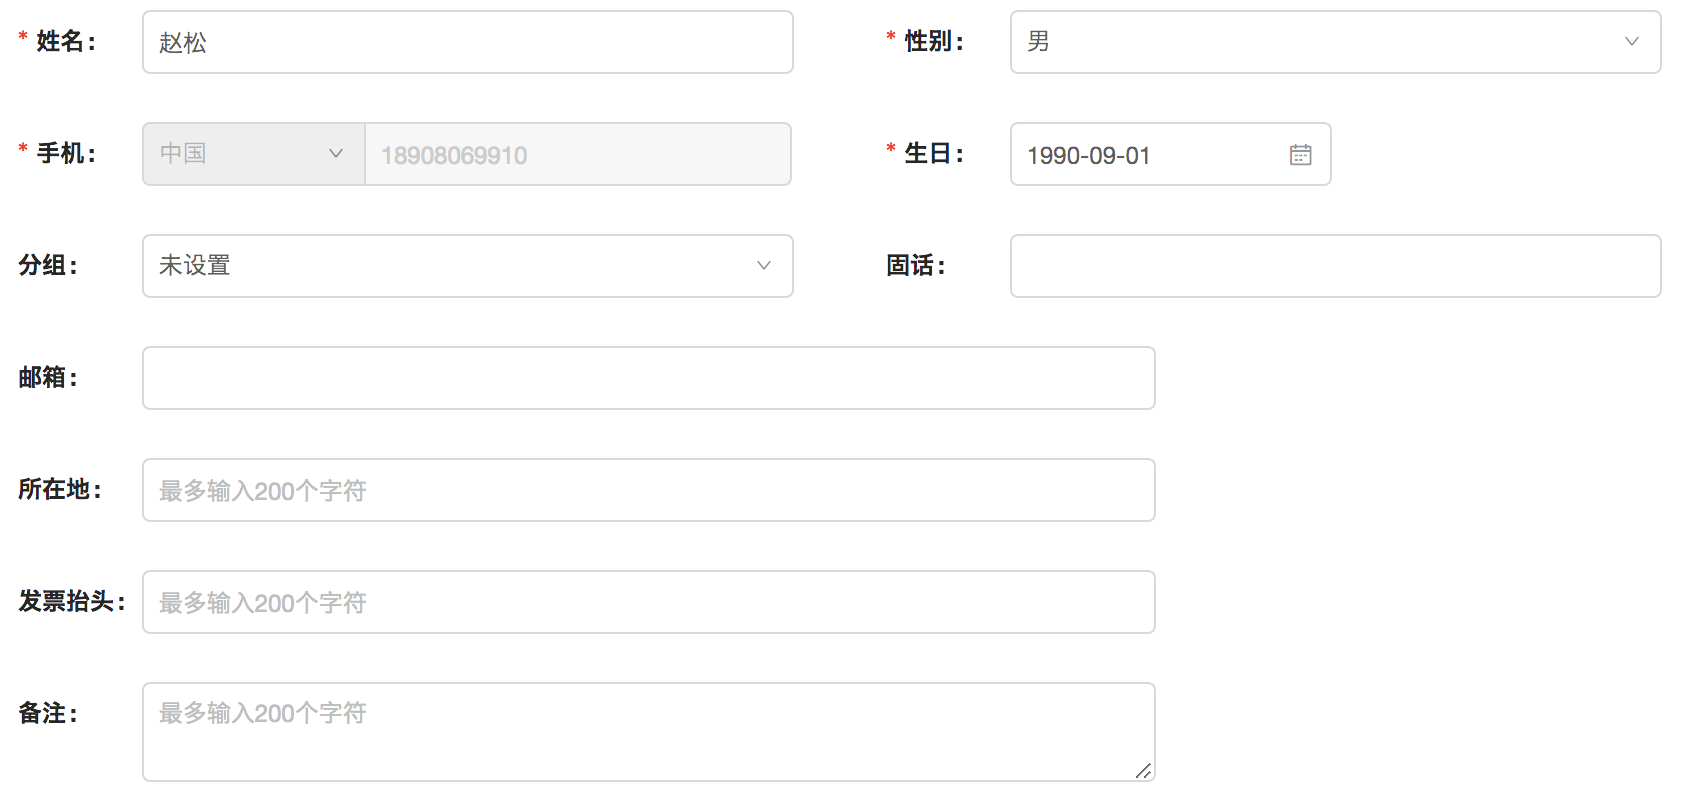 * 姓名: 赵松 * 性别: 男
* 手机: 中国 18908069910 * 生日: 1990-09-01
分组: 未设置 固话:
邮箱:
所在地: 最多输入200个字符
发票抬头: 最多输入200个字符
备注: 最多输入200个字符